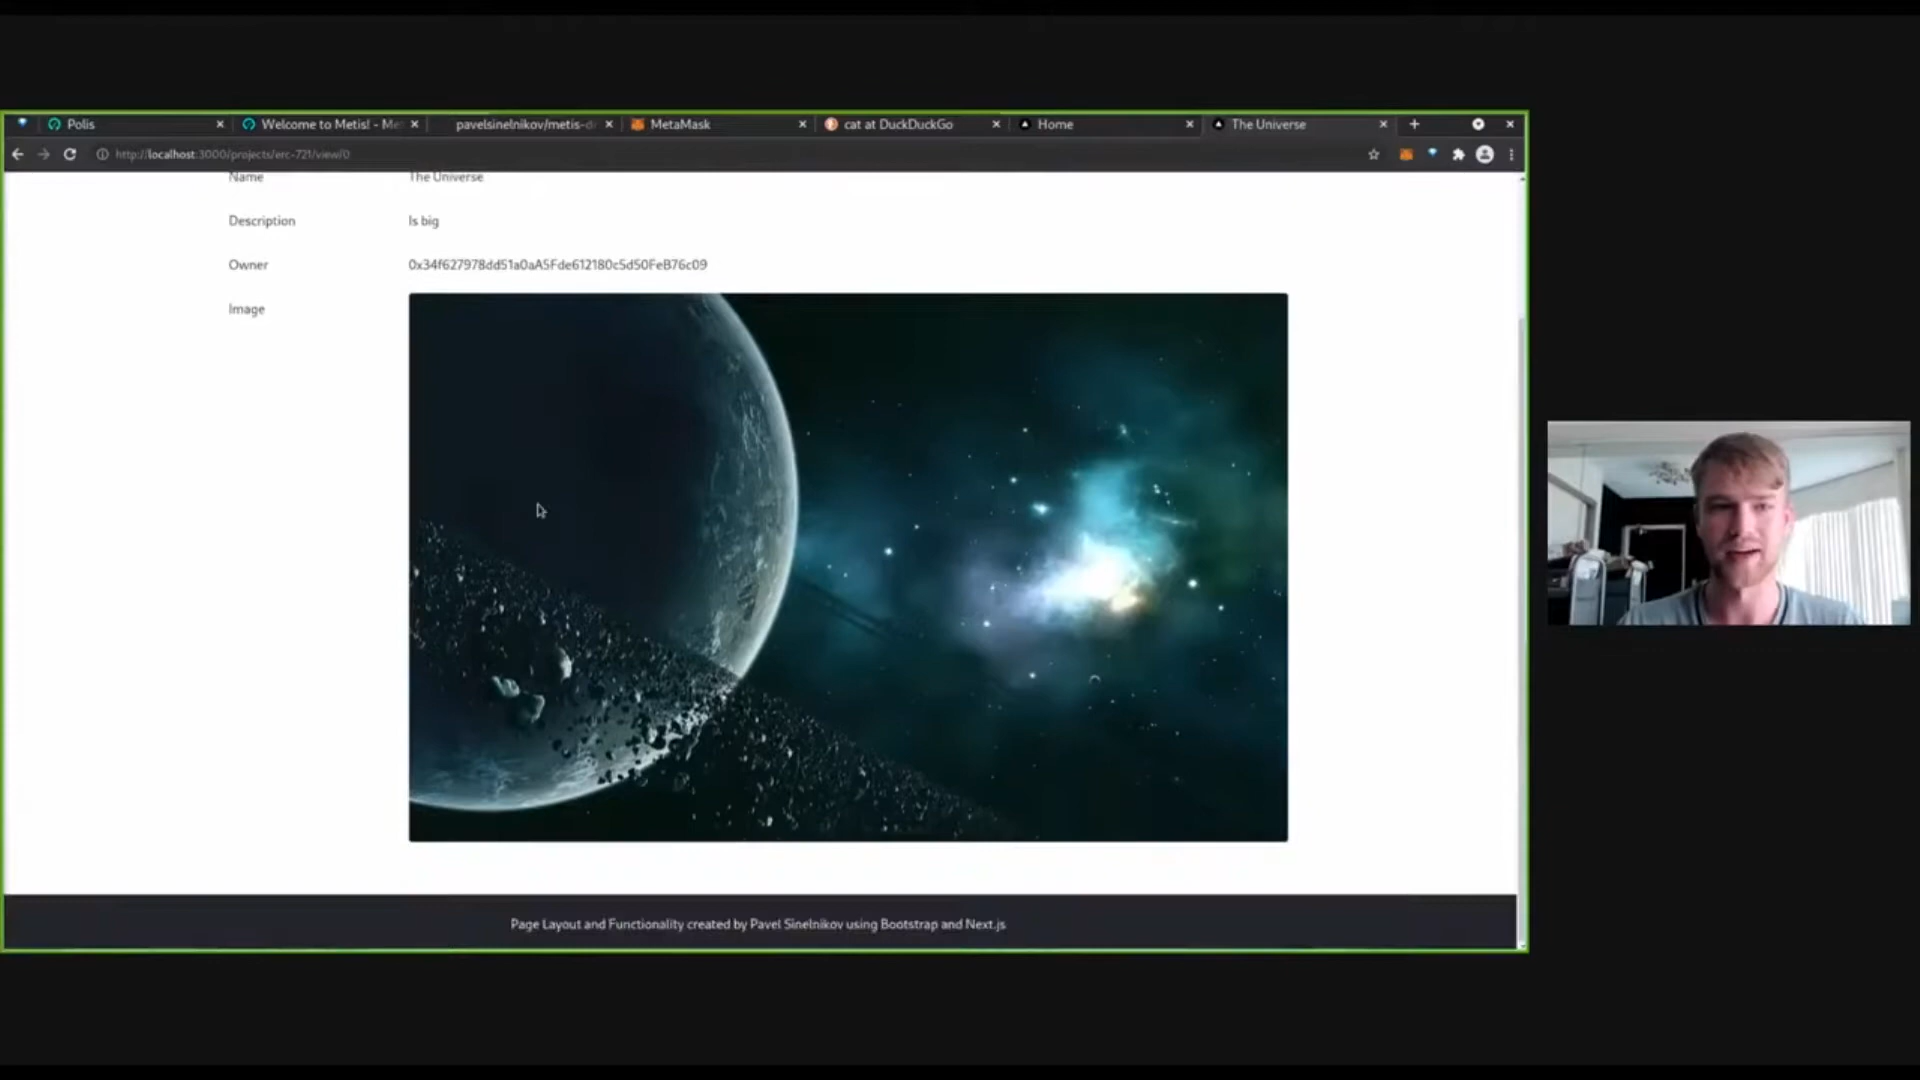 Polis
Welcome to Metis! - Me
pavelsinelnikov/metis-d
MetaMask
cat at DuckDuckGo
Home
The Universe
http://localhost:3000/projects/erc-721/view/0
Name The Universe
Description Is big
Owner 0x34f627978dd51a0aA5Fde612180c5d50FeB76c09
Image
Page Layout and Functionality created by Pavel Sinelnikov using Bootstrap and Next.js